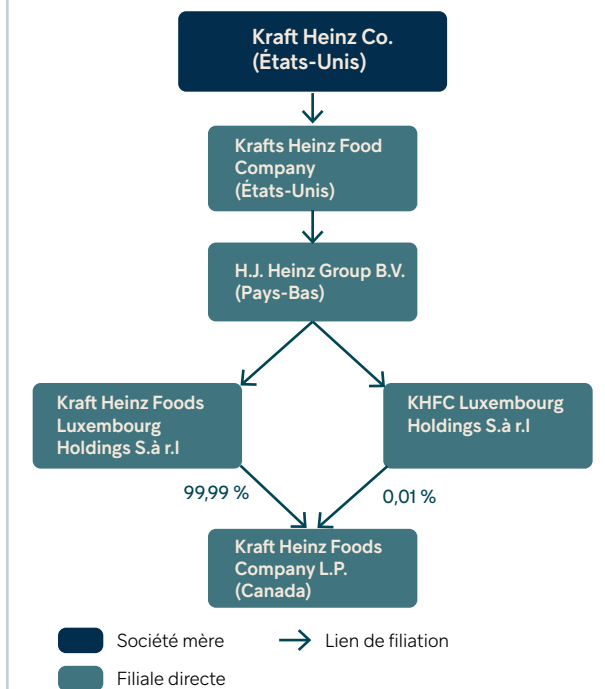 Kraft Heinz Co.
(États-Unis)
Krafts Heinz Food
Company
(États-Unis)
H.J. Heinz Group B.V.
(Pays-Bas)
Kraft Heinz Foods
Luxembourg
Holdings S.à r.l
KHFC Luxembourg
Holdings S.à r.l
99,99 %
0,01 %
Kraft Heinz Foods
Company L.P.
(Canada)
Société mère
Lien de filiation
Filiale directe